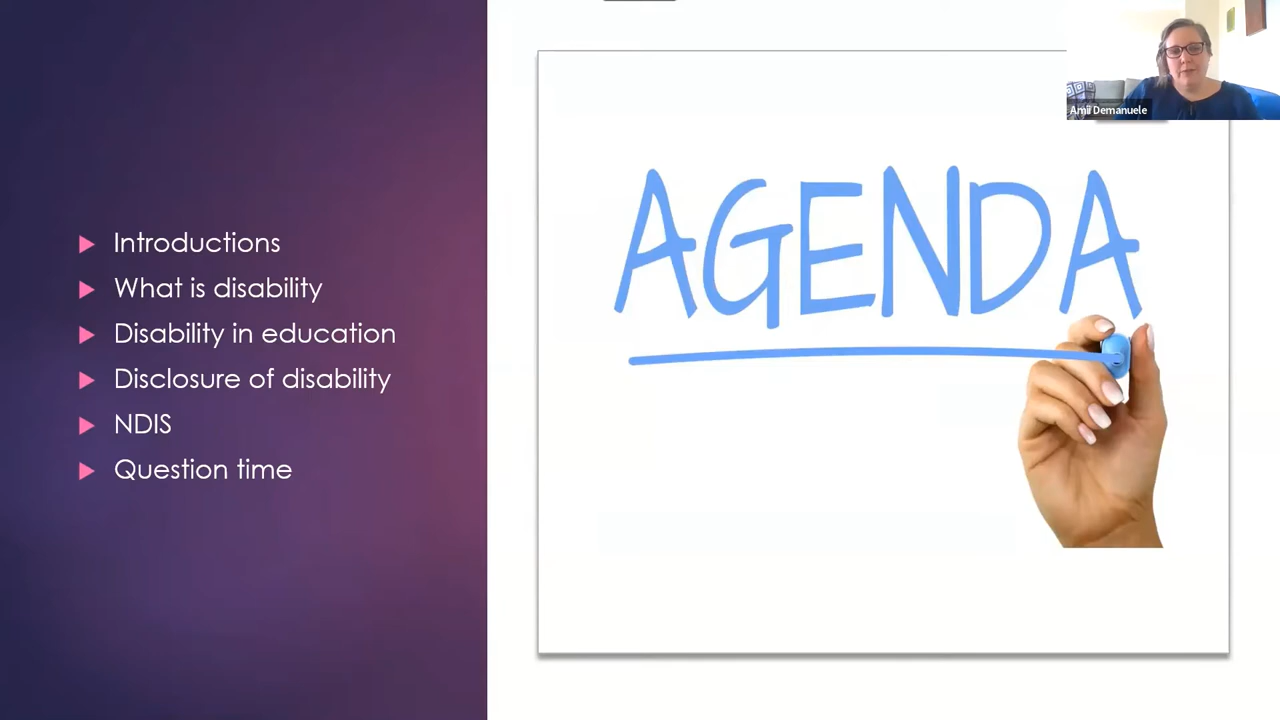 Introductions
What is disability
Disability in education
Disclosure of disability
NDIS
Question time
AGENDA
Amii Demanuele